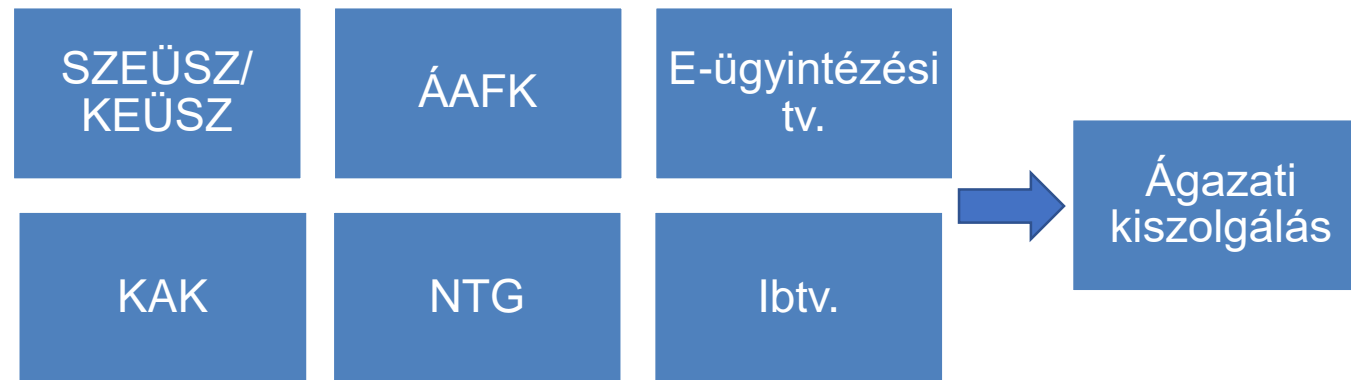 SZEÜSZ/
KEÜSZ
ÁAFK
E-ügyintézési
tv.
KAK
NTG
Ibtv.
Ágazati
kiszolgálás